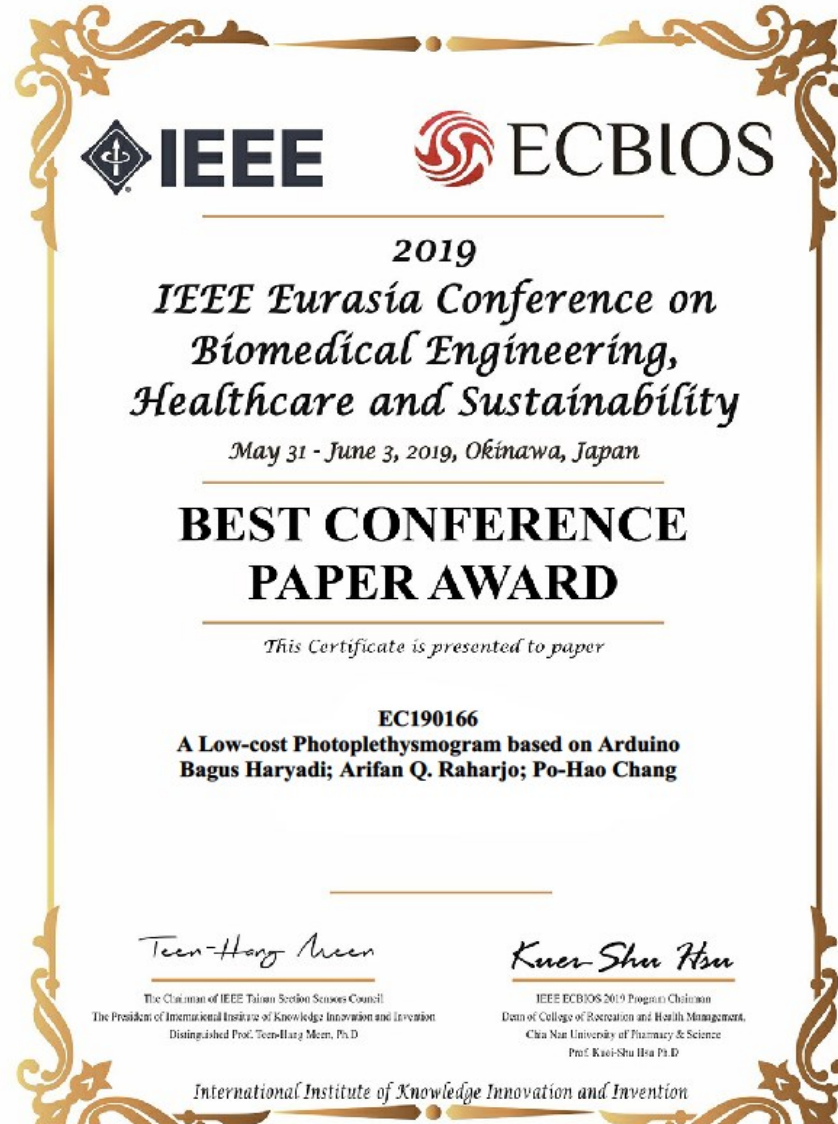 IEEE
ECBIOS
2019
IEEE Eurasia Conference on
Biomedical Engineering,
Healthcare and Sustainability
May 31 - June 3, 2019, Okinawa, Japan
BEST CONFERENCE
PAPER AWARD
This Certificate is presented to paper
EC190166
A Low-cost Photoplethysmogram based on Arduino
Bagus Haryadi; Arifan Q. Raharjo; Po-Hao Chang
Teen-Hang Meen
The Chairman of IEEE Tainan Section Sensors Council
The President of International Institute of Knowledge Innovation and Invention
Distinguished Prof. Teen-Hang Meen, Ph.D
Kuei-Shu Hsu
IEEE ECBIOS 2019 Program Chairman
Dean of College of Recreation and Health Management,
Chia Nan University of Pharmacy & Science
Prof. Kuei-Shu Hsu Ph.D
International Institute of Knowledge Innovation and Invention